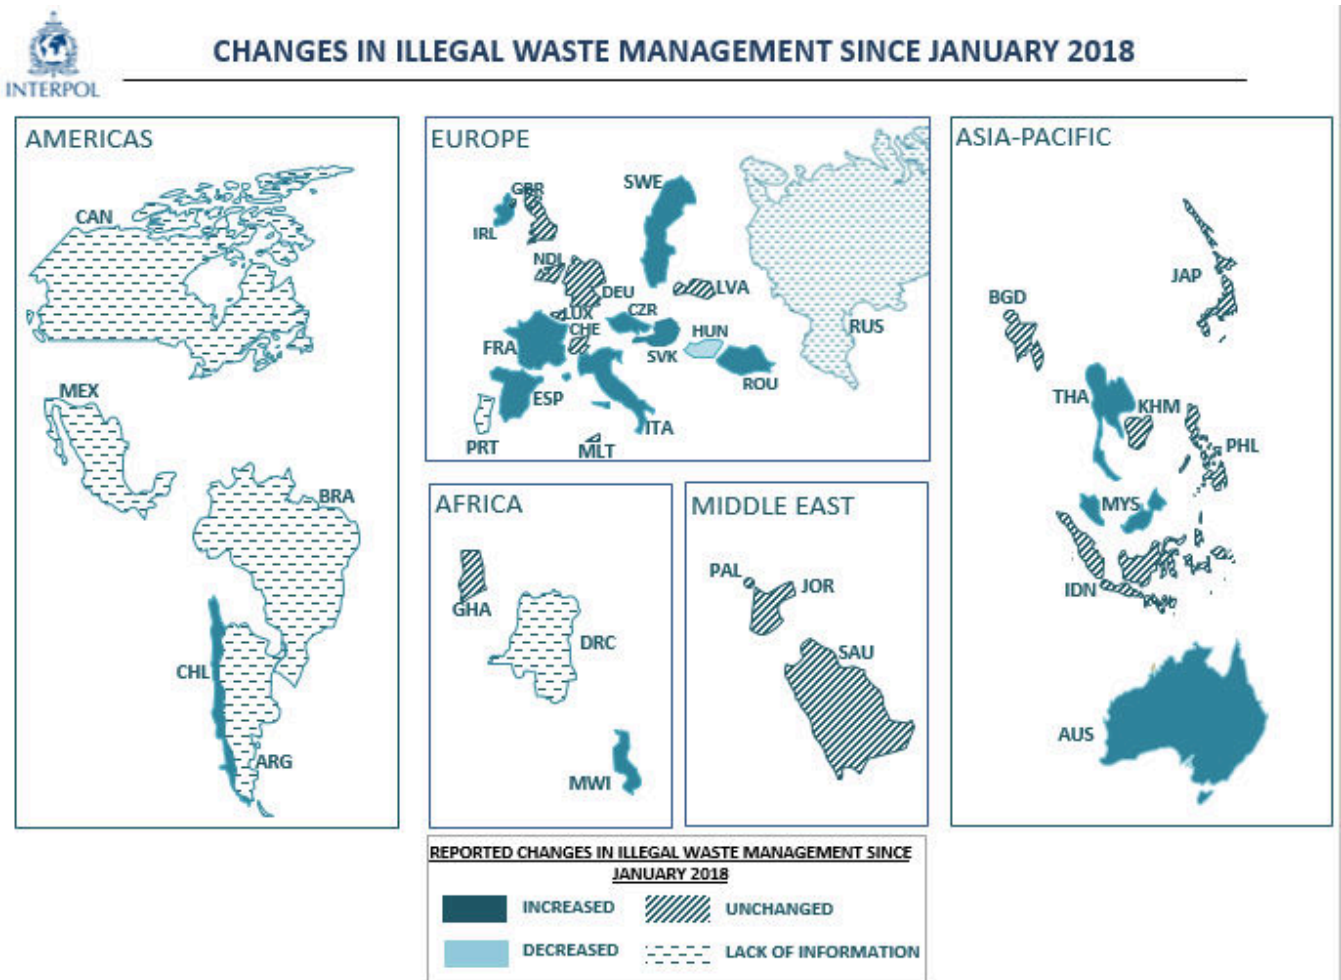 INTERPOL
CHANGES IN ILLEGAL WASTE MANAGEMENT SINCE JANUARY 2018
AMERICAS
CAN
MEX
BRA
CHL
ARG
EUROPE
GBR
SWE
IRL
NDL
DEU
LVA
LUX
CZR
CHE
HUN
RUS
FRA
SVK
ROU
ESP
ITA
PRT
MLT
AFRICA
GHA
DRC
MWI
MIDDLE EAST
PAL
JOR
SAU
ASIA-PACIFIC
JAP
BGD
THA
KHM
PHL
MYS
IDN
AUS
REPORTED CHANGES IN ILLEGAL WASTE MANAGEMENT SINCE
JANUARY 2018
INCREASED
UNCHANGED
DECREASED
LACK OF INFORMATION